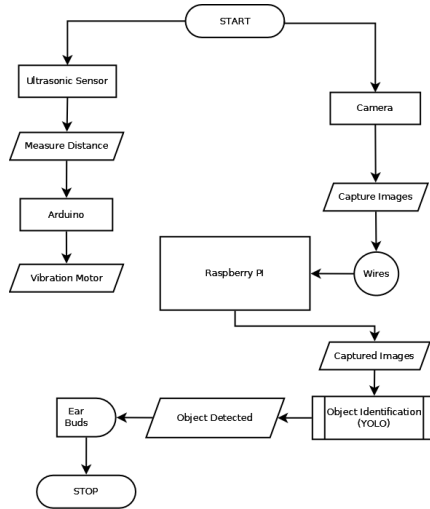 START
Ultrasonic Sensor
Camera
Measure Distance
Capture Images
Arduino
Vibration Motor
Raspberry PI
Wires
Captured Images
Object Identification
(YOLO)
Object Detected
Ear
Buds
STOP